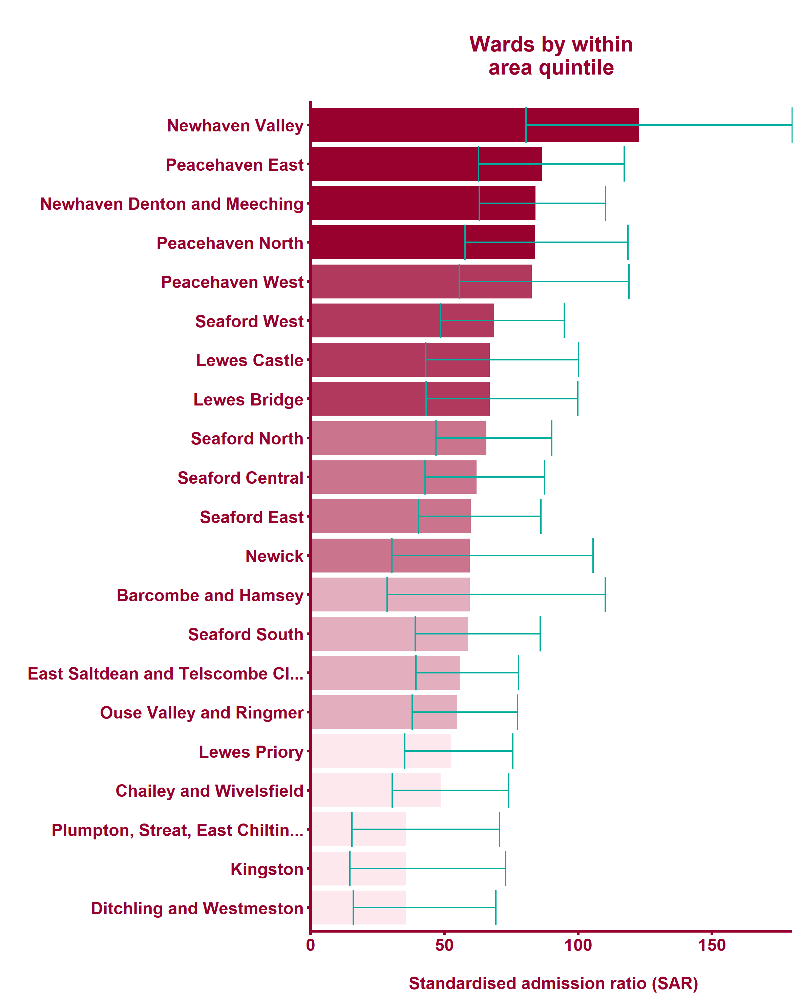 Wards by within
area quintile
Newhaven Valley
Peacehaven East
Newhaven Denton and Meeching
Peacehaven North
Peacehaven West
Seaford West
Lewes Castle
Lewes Bridge
Seaford North
Seaford Central
Seaford East
Newick
Barcombe and Hamsey
Seaford South
East Saltdean and Telscombe Cl...
Ouse Valley and Ringmer
Lewes Priory
Chailey and Wivelsfield
Plumpton, Streat, East Chiltin...
Kingston
Ditchling and Westmeston
0 50 100 150
Standardised admission ratio (SAR)